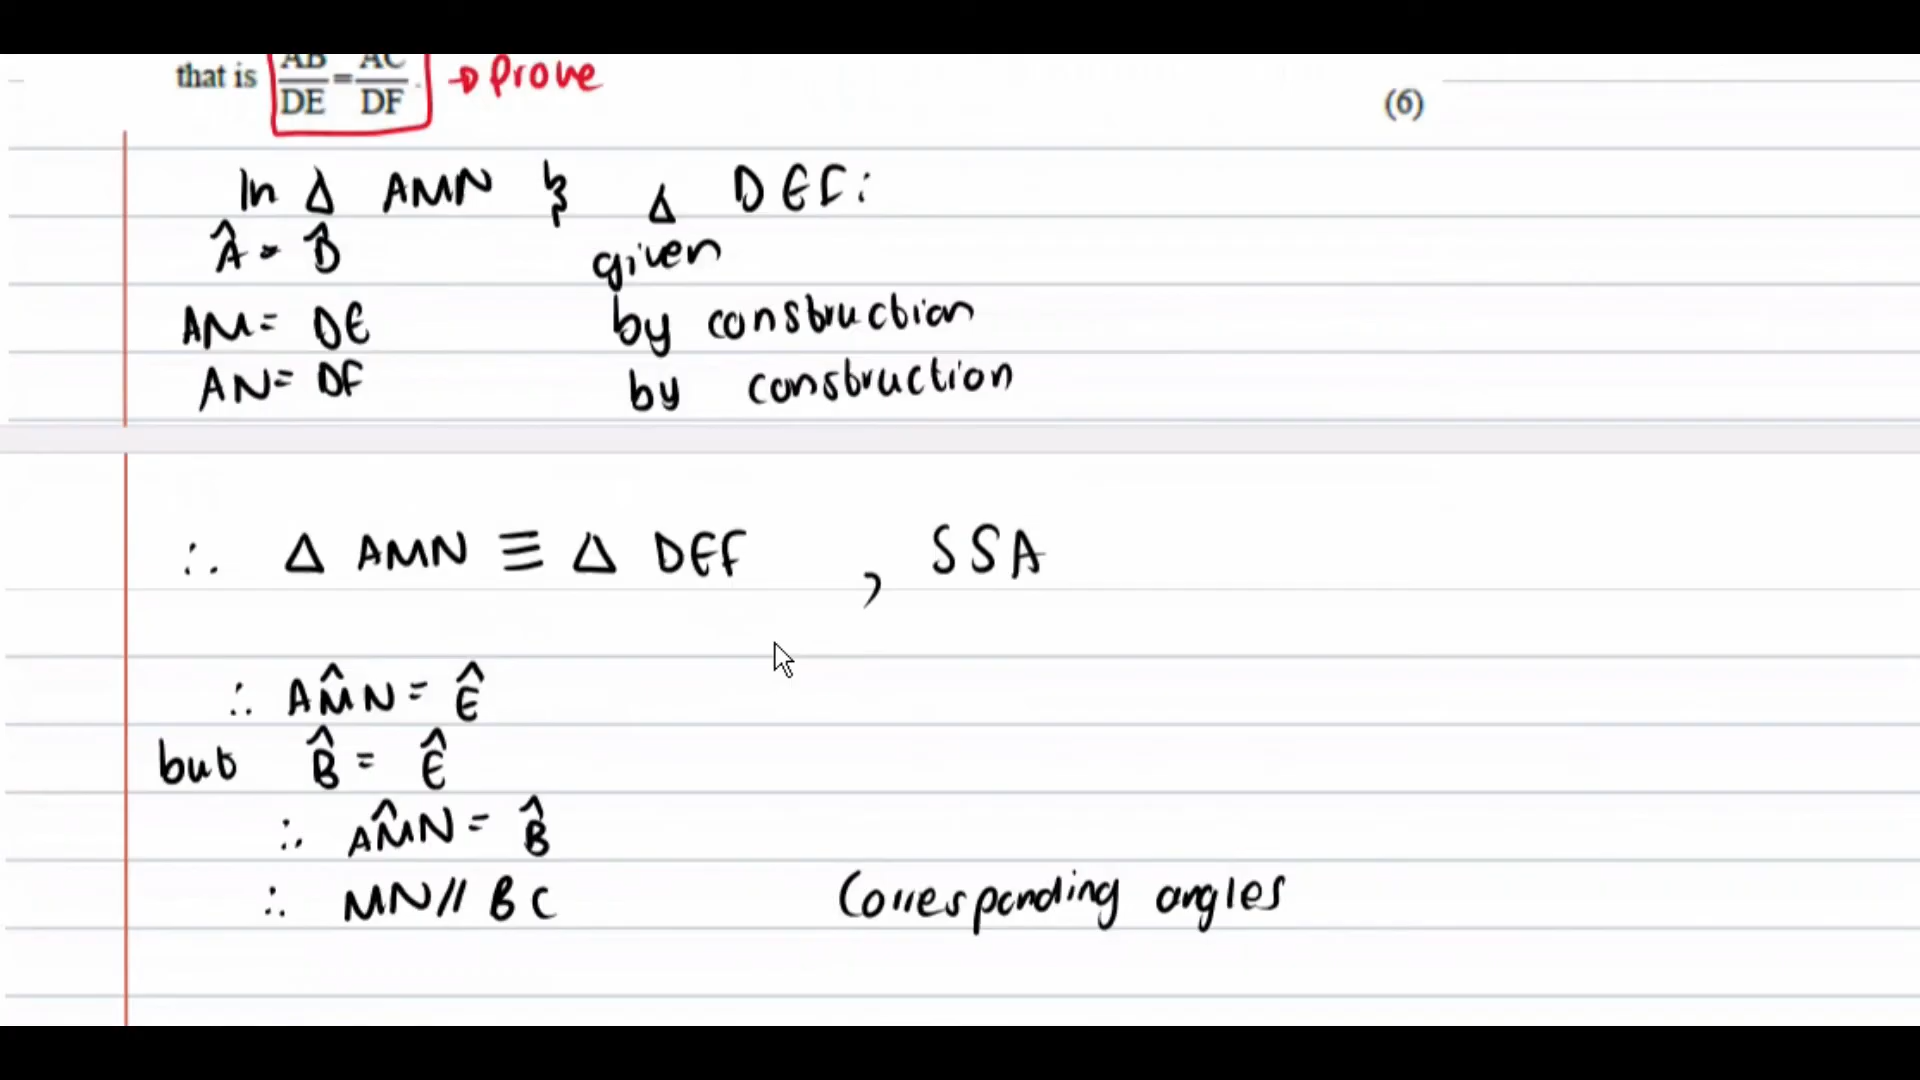 that is AB/DE = AC/DF. → Prove
(6)
In Δ AMN & Δ DEF:
Â = D̂ given
AM = DE by construction
AN = DF by construction
∴ Δ AMN ≡ Δ DEF , SSA
∴ AM̂N = Ê
but B̂ = Ê
∴ AM̂N = B̂
∴ MN // BC Corresponding angles